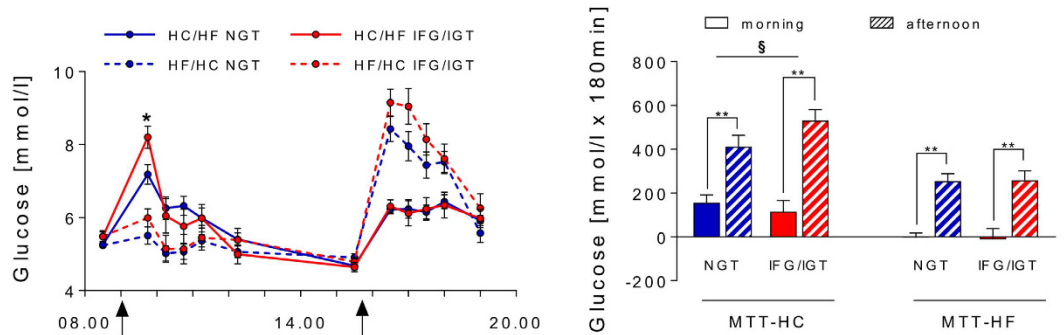 HC/HF NGT HC/HF IFG/IGT
HF/HC NGT HF/HC IFG/IGT
Glucose [mmol/l]
10
8
6
4
*
08.00 14.00 20.00
morning afternoon
Glucose [mmol/l x 180min]
800
600
400
200
0
-200
§
**
**
**
**
NGT IFG/IGT NGT IFG/IGT
MTT-HC MTT-HF